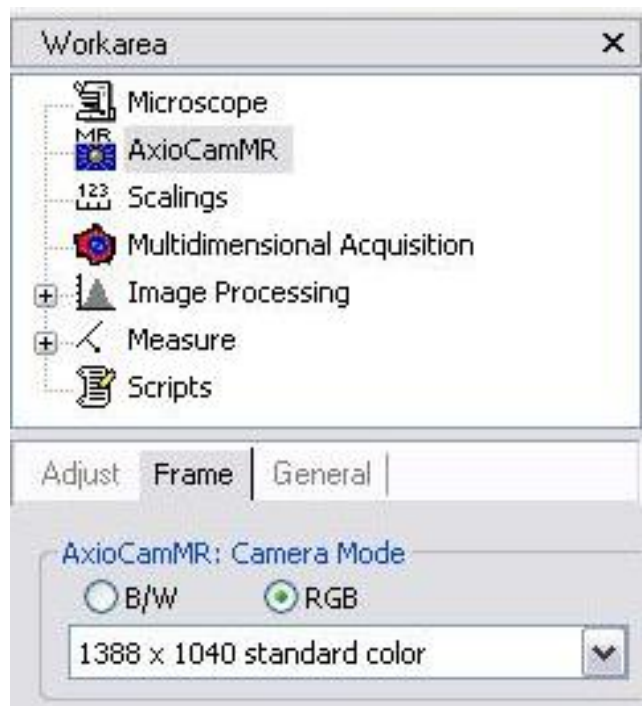 Workarea
Microscope
MR
AxioCamMR
123
Scalings
Multidimensional Acquisition
Image Processing
Measure
Scripts
Adjust Frame General
AxioCamMR: Camera Mode
B/W RGB
1388 x 1040 standard color